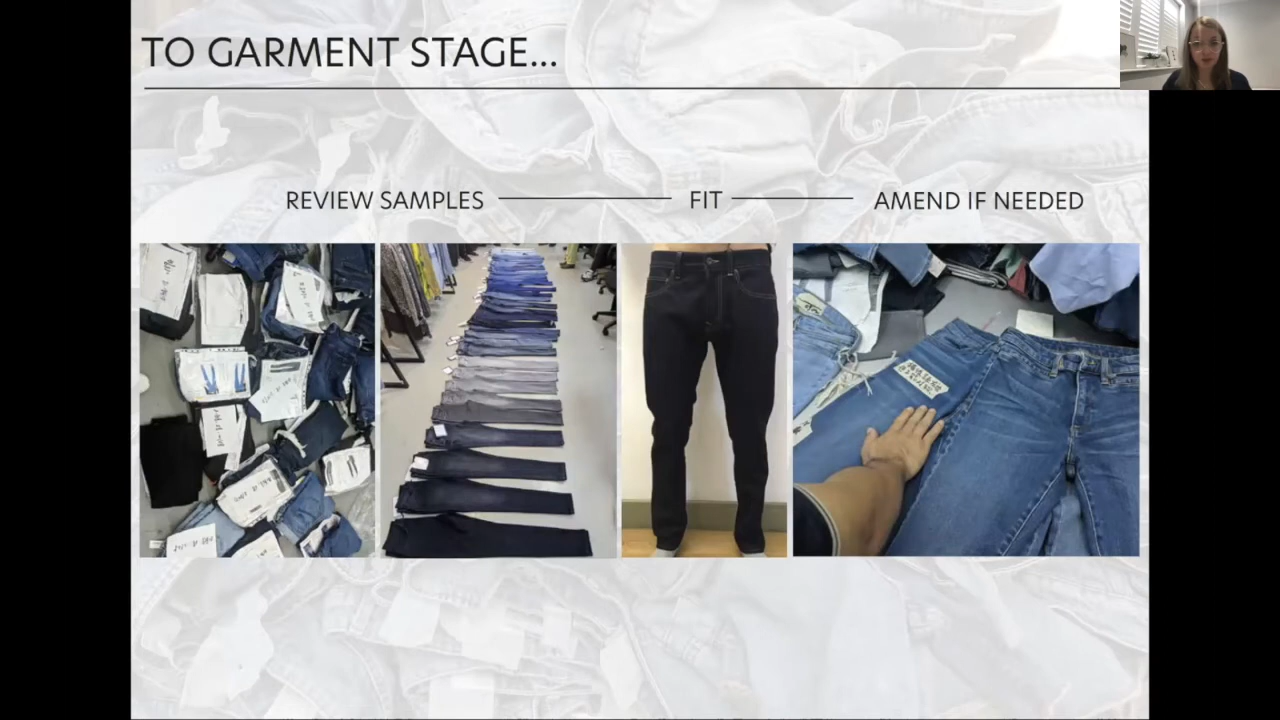 TO GARMENT STAGE...
REVIEW SAMPLES
FIT
AMEND IF NEEDED